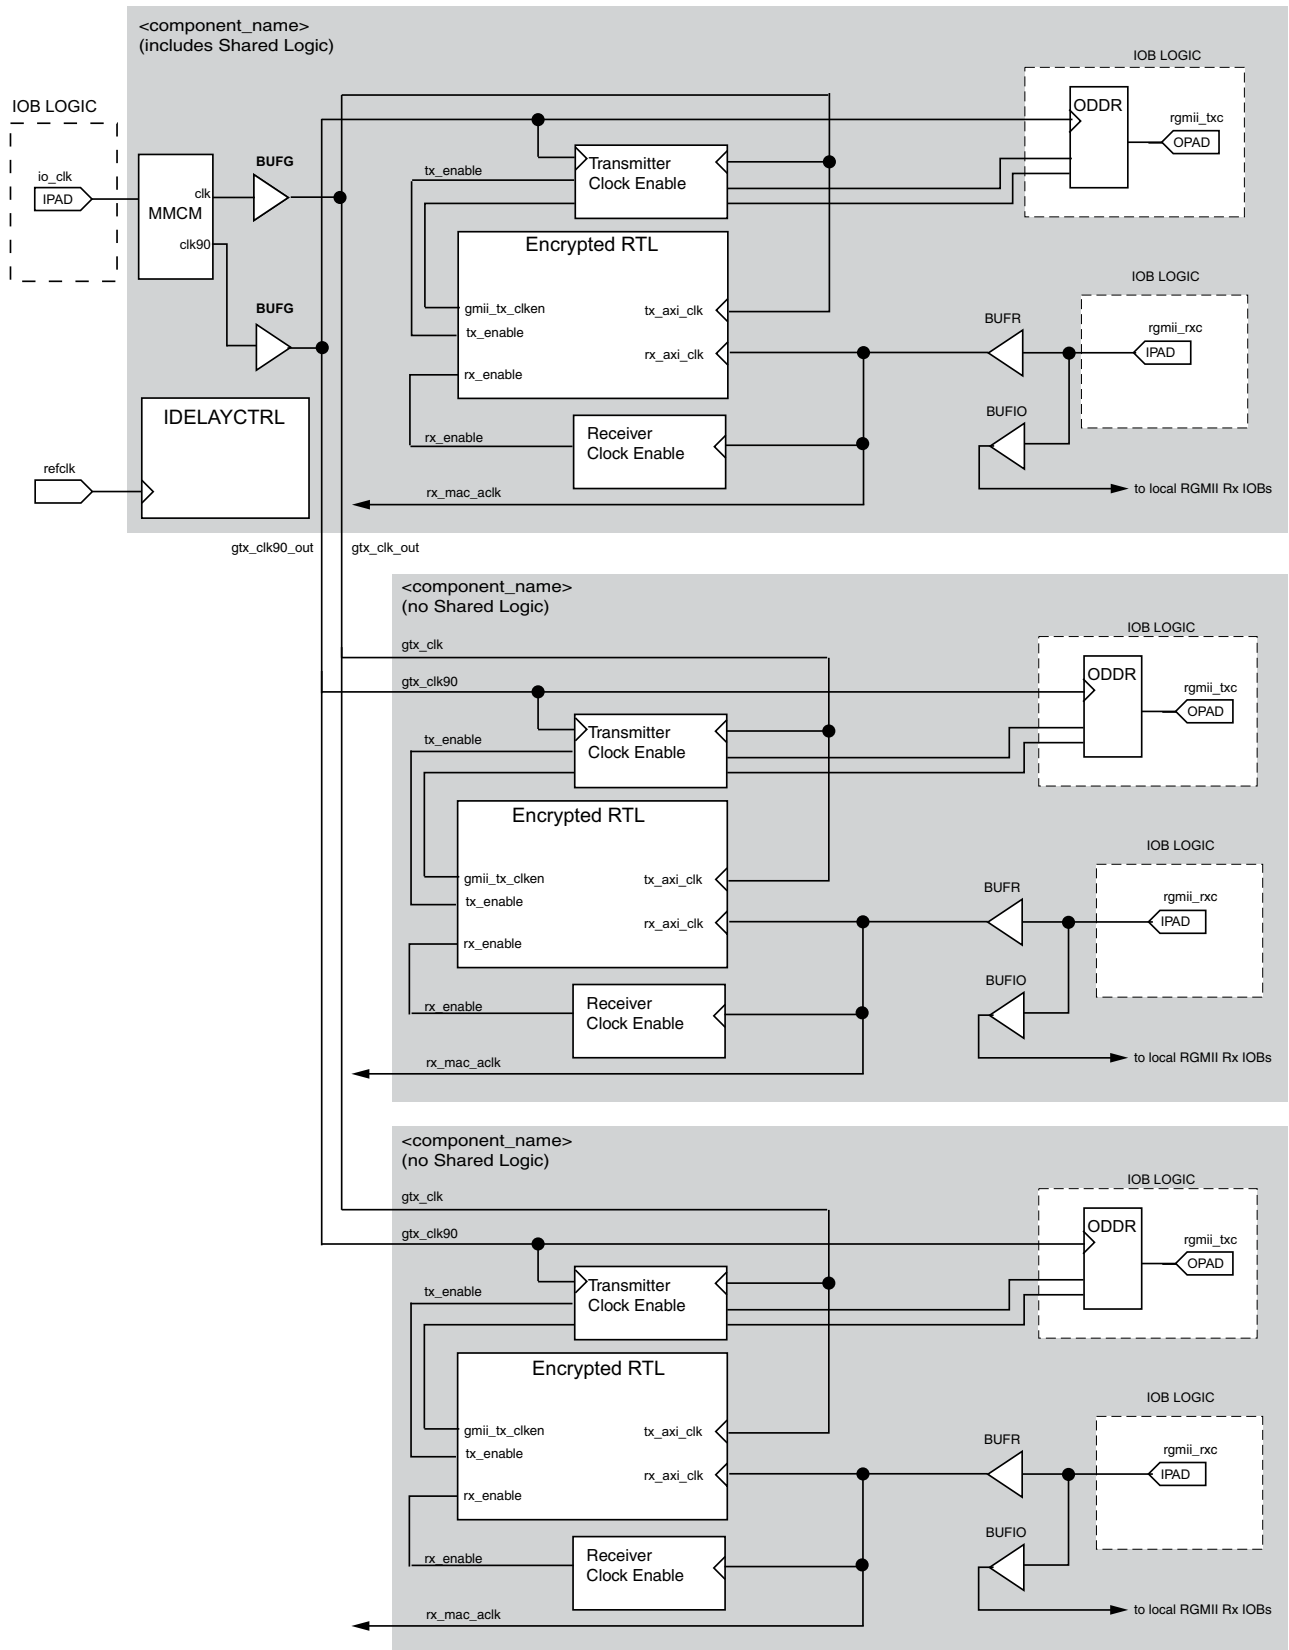 <component_name>
(includes Shared Logic)
IOB LOGIC
IOB LOGIC
ODDR
rgmii_txc
OPAD
BUFG
tx_enable
Transmitter
Clock Enable
io_clk
IPAD
MMCM
clk
clk90
Encrypted RTL
IOB LOGIC
BUFG
gmii_tx_clken
tx_axi_clk
BUFR
rgmii_rxc
IPAD
tx_enable
rx_axi_clk
rx_enable
BUFIO
IDELAYCTRL
rx_enable
Receiver
Clock Enable
refclk
rx_mac_aclk
to local RGMII Rx IOBs
gtx_clk90_out
gtx_clk_out
<component_name>
(no Shared Logic)
IOB LOGIC
gtx_clk
ODDR
gtx_clk90
rgmii_txc
OPAD
tx_enable
Transmitter
Clock Enable
Encrypted RTL
IOB LOGIC
gmii_tx_clken
tx_axi_clk
BUFR
rgmii_rxc
IPAD
tx_enable
rx_axi_clk
rx_enable
BUFIO
rx_enable
Receiver
Clock Enable
rx_mac_aclk
to local RGMII Rx IOBs
<component_name>
(no Shared Logic)
IOB LOGIC
gtx_clk
ODDR
gtx_clk90
rgmii_txc
OPAD
tx_enable
Transmitter
Clock Enable
Encrypted RTL
IOB LOGIC
gmii_tx_clken
tx_axi_clk
BUFR
rgmii_rxc
IPAD
tx_enable
rx_axi_clk
rx_enable
BUFIO
rx_enable
Receiver
Clock Enable
rx_mac_aclk
to local RGMII Rx IOBs